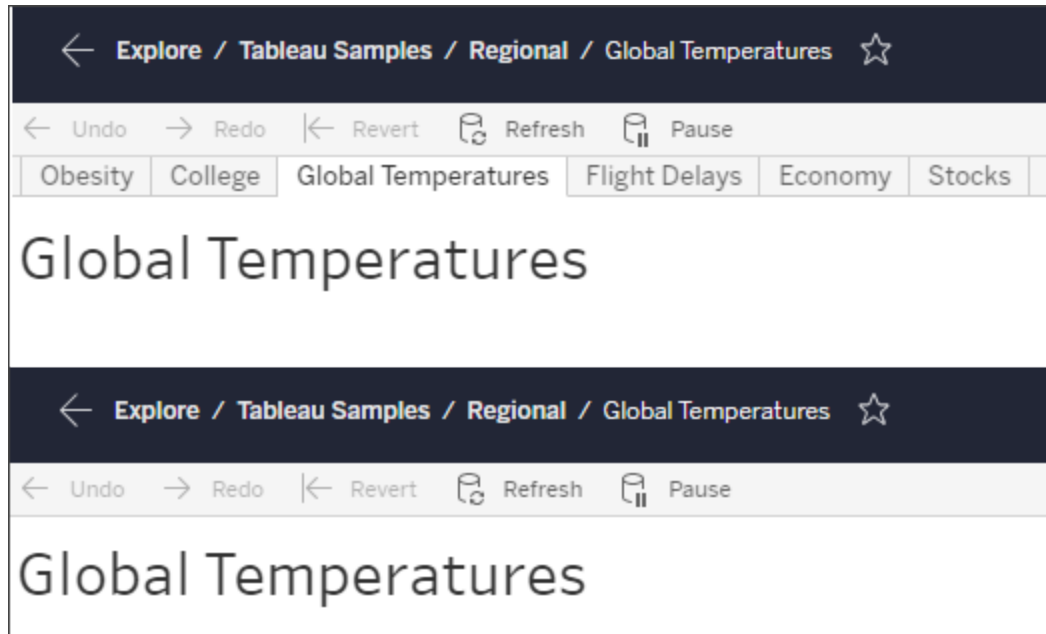 Explore / Tableau Samples / Regional / Global Temperatures
Undo Redo Revert Refresh Pause
Obesity College Global Temperatures Flight Delays Economy Stocks
Global Temperatures
Explore / Tableau Samples / Regional / Global Temperatures
Undo Redo Revert Refresh Pause
Global Temperatures